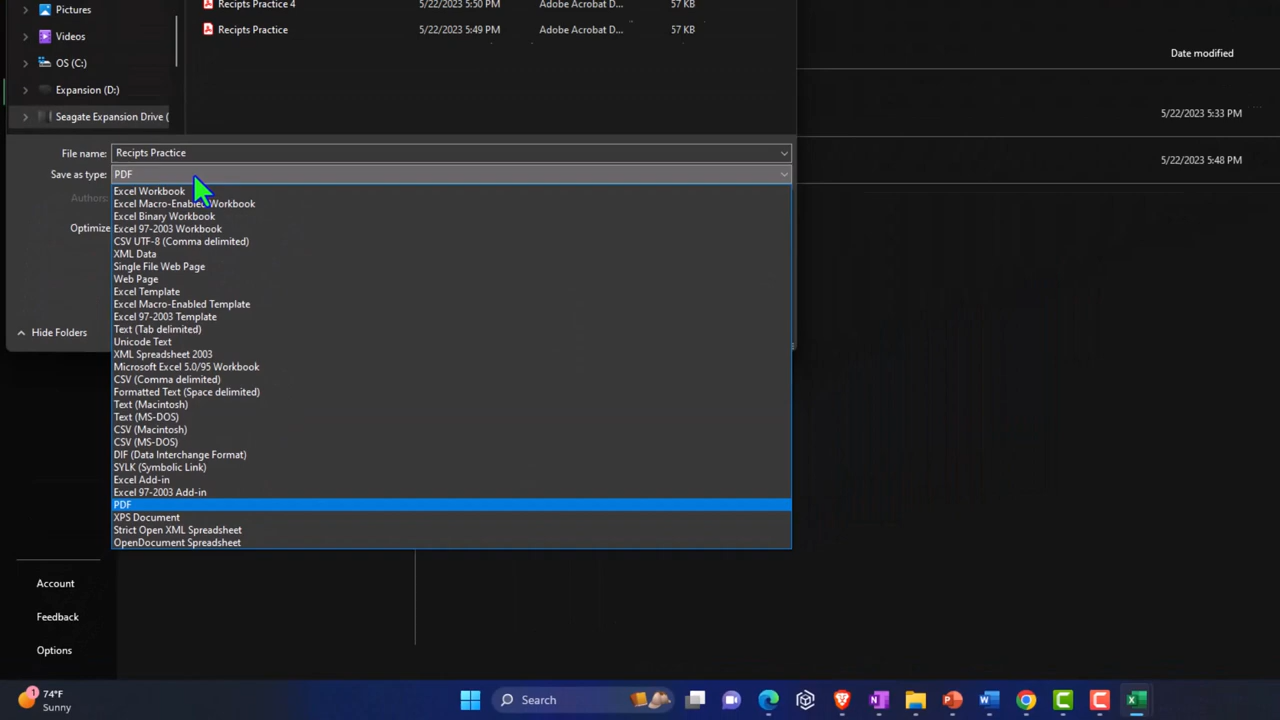 Pictures
Recipts Practice 4 5/22/2023 5:50 PM Adobe Acrobat D... 57 KB
Videos
Recipts Practice 5/22/2023 5:49 PM Adobe Acrobat D... 57 KB
Date modified
OS (C:)
Expansion (D:)
Seagate Expansion Drive (
5/22/2023 5:33 PM
File name: Recipts Practice
5/22/2023 5:48 PM
Save as type: PDF
Authors:
Optimize
Excel Workbook
Excel Macro-Enabled Workbook
Excel Binary Workbook
Excel 97-2003 Workbook
CSV UTF-8 (Comma delimited)
XML Data
Single File Web Page
Web Page
Excel Template
Excel Macro-Enabled Template
Excel 97-2003 Template
Text (Tab delimited)
Unicode Text
XML Spreadsheet 2003
Microsoft Excel 5.0/95 Workbook
CSV (Comma delimited)
Formatted Text (Space delimited)
Text (Macintosh)
Text (MS-DOS)
CSV (Macintosh)
CSV (MS-DOS)
DIF (Data Interchange Format)
SYLK (Symbolic Link)
Excel Add-in
Excel 97-2003 Add-in
PDF
XPS Document
Strict Open XML Spreadsheet
OpenDocument Spreadsheet
Hide Folders
Account
Feedback
Options
1
74°F
Sunny
Search